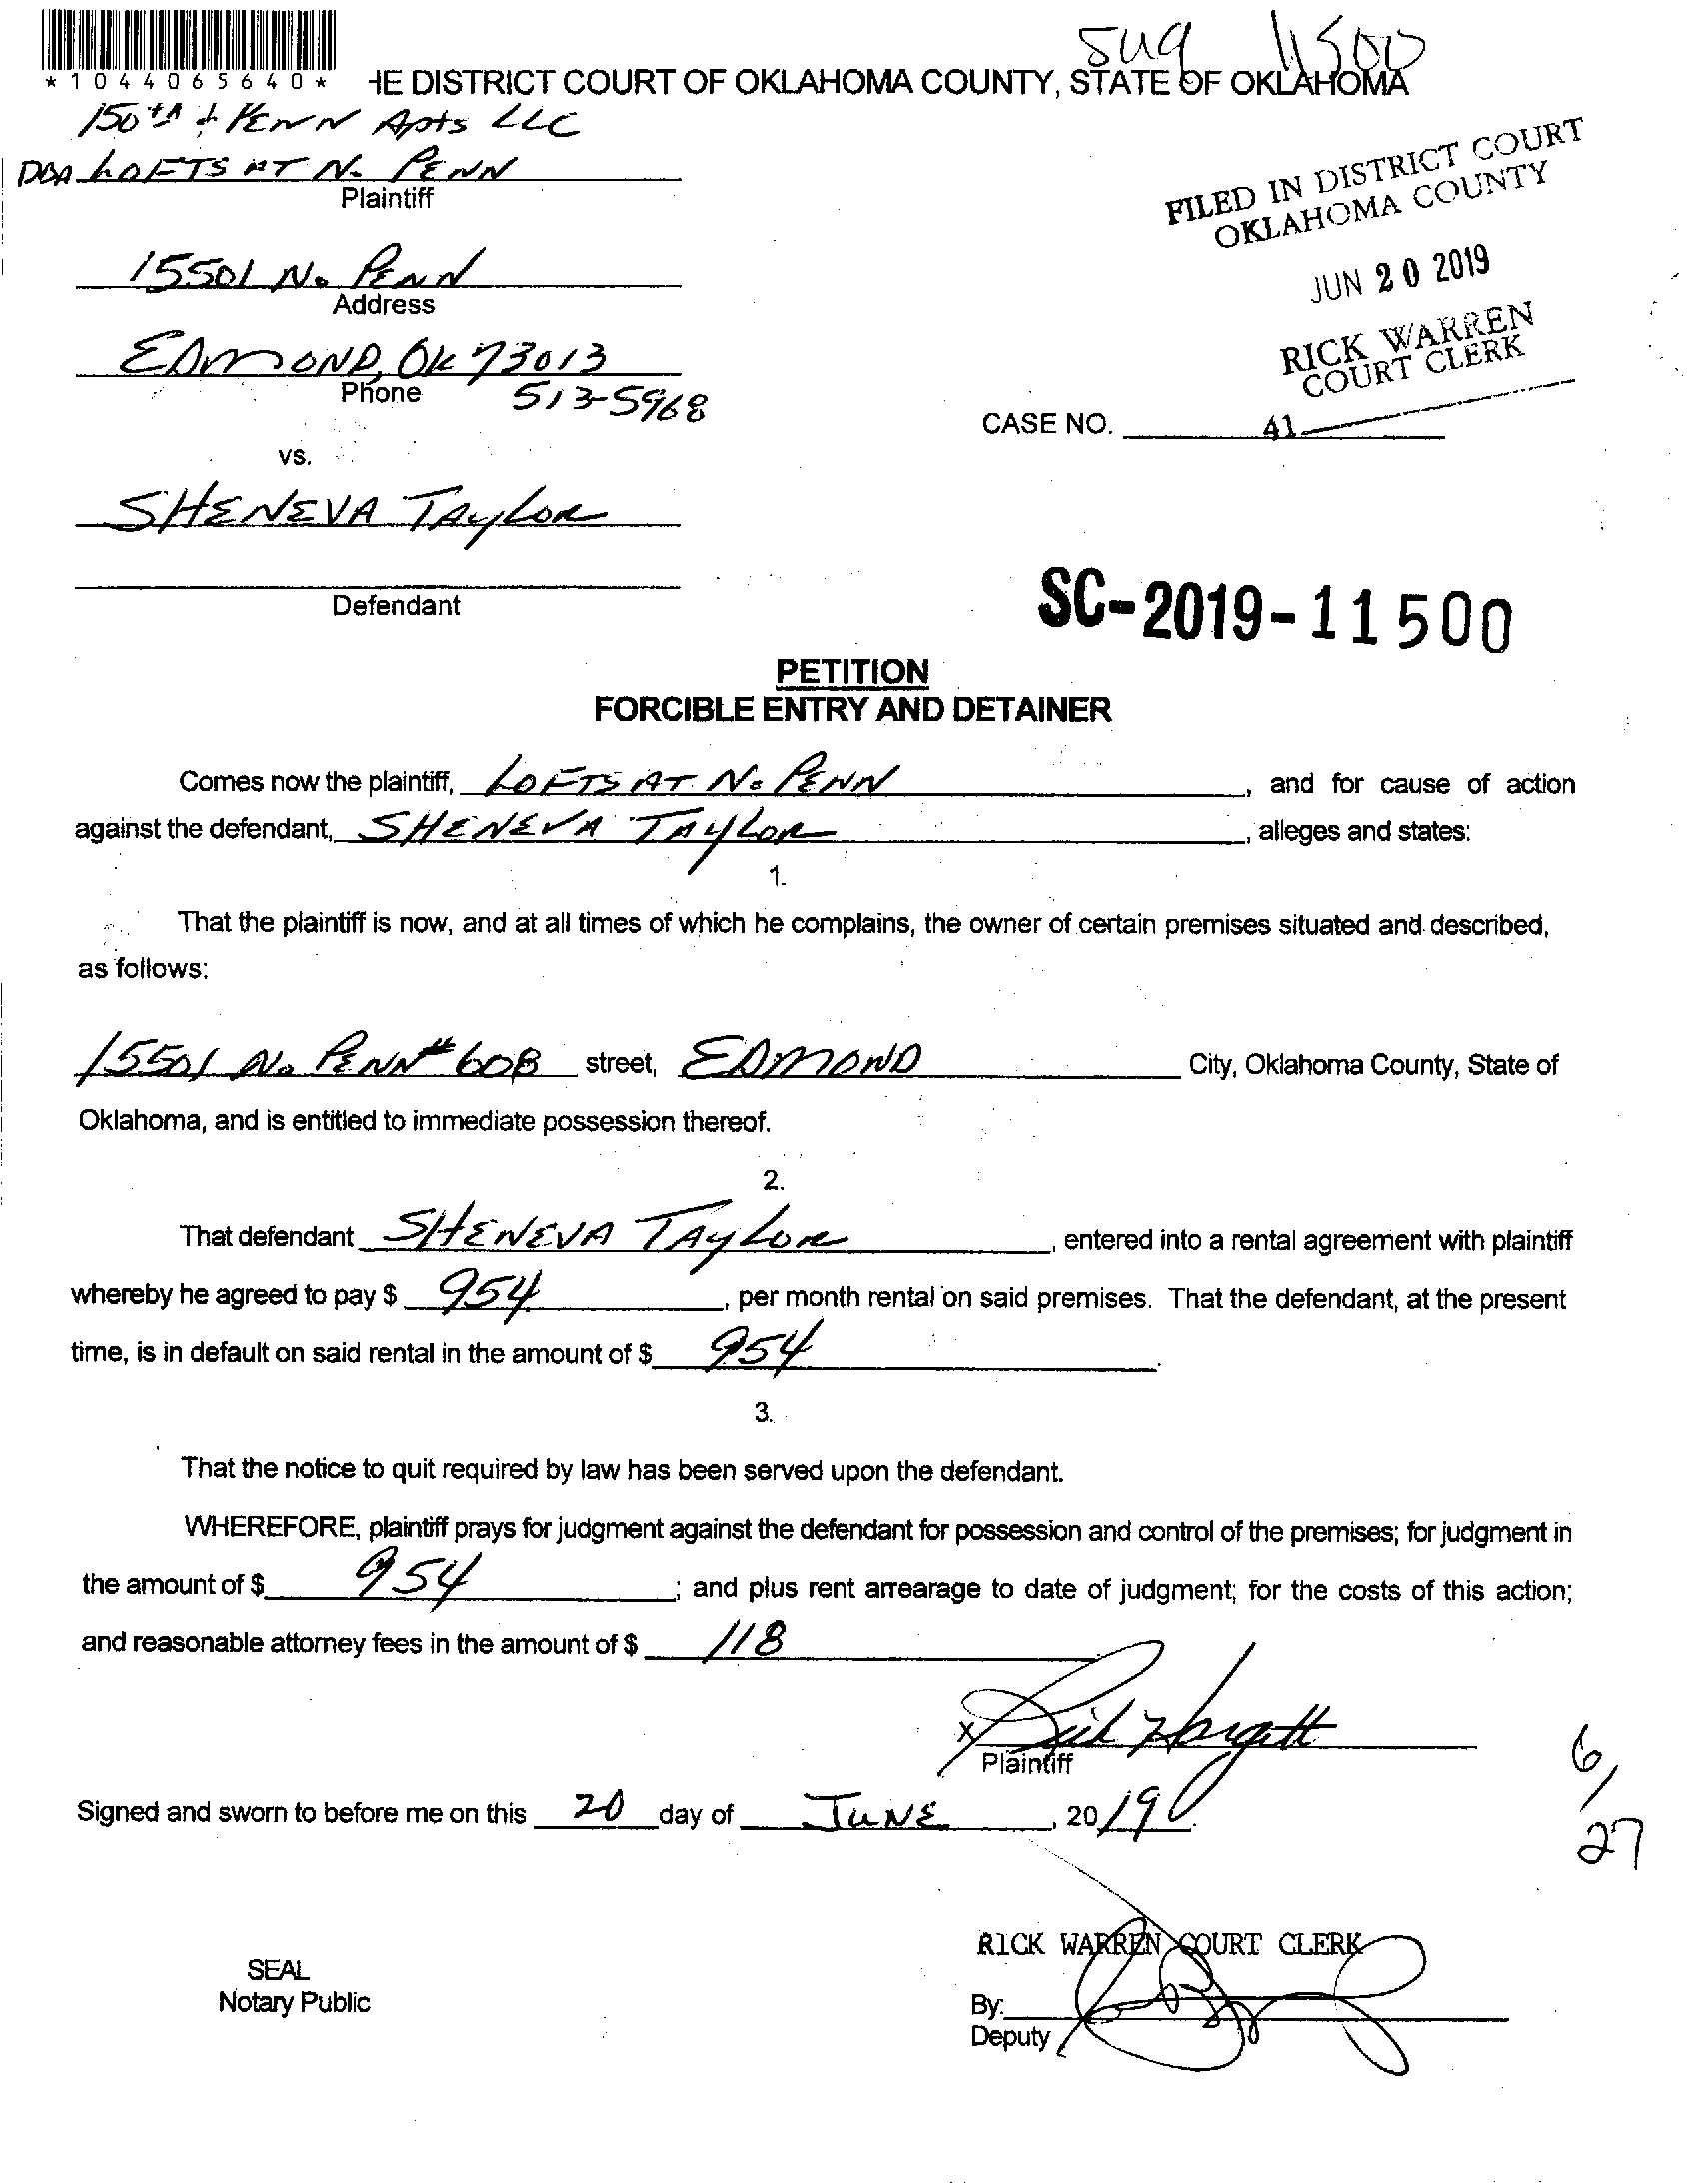 SUA 11500
*1044065640* HE DISTRICT COURT OF OKLAHOMA COUNTY, STATE OF OKLAHOMA
150th & PENN Apts LLC
DBA LOFTS AT N. PENN
Plaintiff
FILED IN DISTRICT COURT
OKLAHOMA COUNTY
JUN 20 2019
RICK WARREN
COURT CLERK
15501 No. PENN
Address
EDMOND, OK 73013
Phone 513-5968
CASE NO. 41
vs.
SHENEVA TAYLOR
Defendant
SC-2019-11500
PETITION
FORCIBLE ENTRY AND DETAINER
Comes now the plaintiff, LOFTS AT No PENN, and for cause of action
against the defendant, SHENEVA TAYLOR, alleges and states:
1.
That the plaintiff is now, and at all times of which he complains, the owner of certain premises situated and described,
as follows:
15501 No PENN # 608 street, EDMOND City, Oklahoma County, State of
Oklahoma, and is entitled to immediate possession thereof.
2.
That defendant SHENEVA TAYLOR, entered into a rental agreement with plaintiff
whereby he agreed to pay $ 954, per month rental on said premises. That the defendant, at the present
time, is in default on said rental in the amount of $ 954.
3.
That the notice to quit required by law has been served upon the defendant.
WHEREFORE, plaintiff prays for judgment against the defendant for possession and control of the premises; for judgment in
the amount of $ 954; and plus rent arrearage to date of judgment; for the costs of this action;
and reasonable attorney fees in the amount of $ 118
X
Plaintiff
6/27
Signed and sworn to before me on this 20 day of JUNE, 2019.
RICK WARREN COURT CLERK
SEAL
Notary Public
By:
Deputy